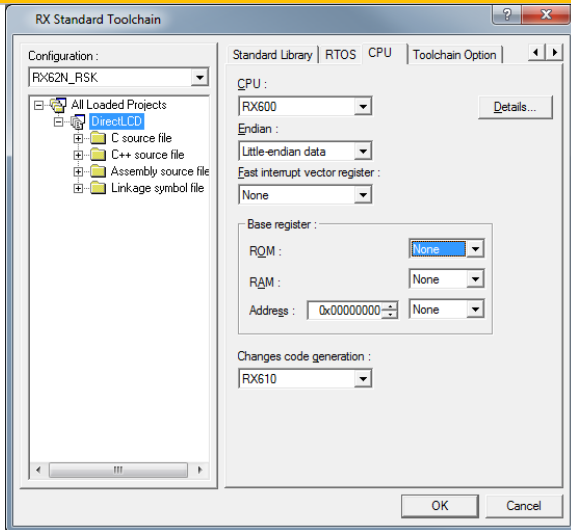 RX Standard Toolchain
?
Configuration :
RX62N_RSK
All Loaded Projects
DirectLCD
C source file
C++ source file
Assembly source file
Linkage symbol file
Standard Library RTOS CPU Toolchain Option
CPU :
RX600
Details...
Endian :
Little-endian data
Fast interrupt vector register :
None
Base register :
ROM : None
RAM : None
Address : 0x00000000 None
Changes code generation :
RX610
OK Cancel